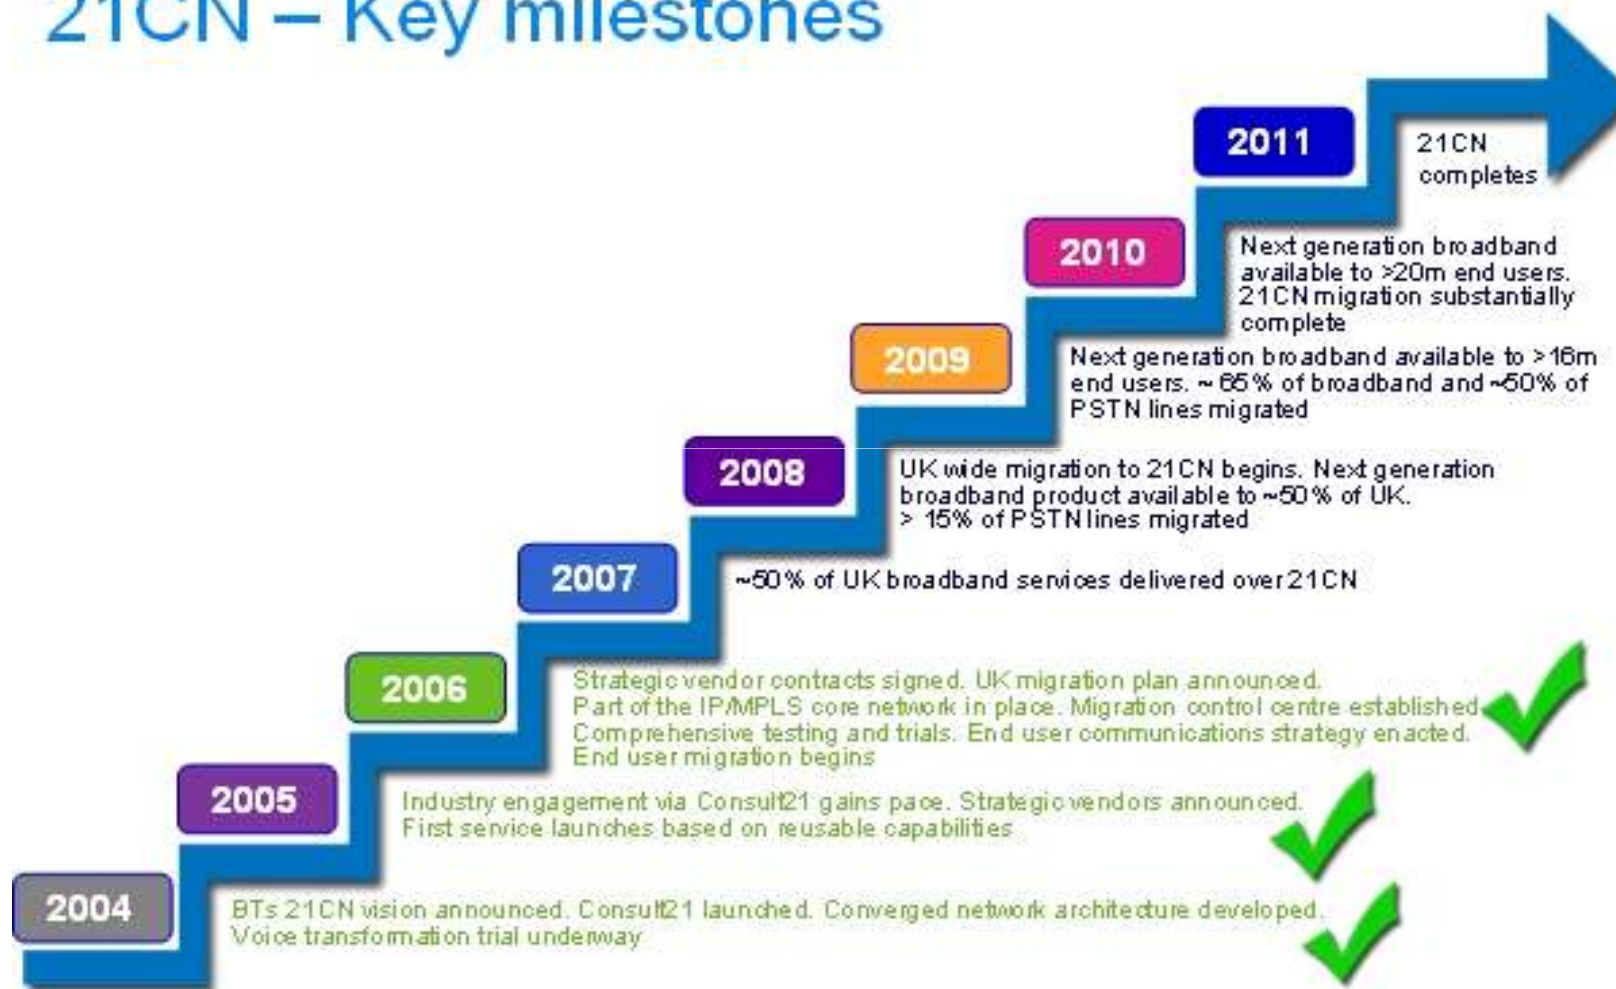 21CN – Key milestones
2011
21CN
completes
2010
Next generation broadband
available to >20m end users.
21CN migration substantially
complete
2009
Next generation broadband available to >16m
end users. ~ 65% of broadband and ~50% of
PSTN lines migrated
2008
UK wide migration to 21CN begins. Next generation
broadband product available to ~50% of UK.
> 15% of PSTN lines migrated
2007
~50% of UK broadband services delivered over 21CN
2006
Strategic vendor contracts signed. UK migration plan announced.
Part of the IP/MPLS core network in place. Migration control centre established
Comprehensive testing and trials. End user communications strategy enacted.
End user migration begins
2005
Industry engagement via Consult21 gains pace. Strategic vendors announced.
First service launches based on reusable capabilities
2004
BTs 21CN vision announced. Consult21 launched. Converged network architecture developed.
Voice transformation trial underway